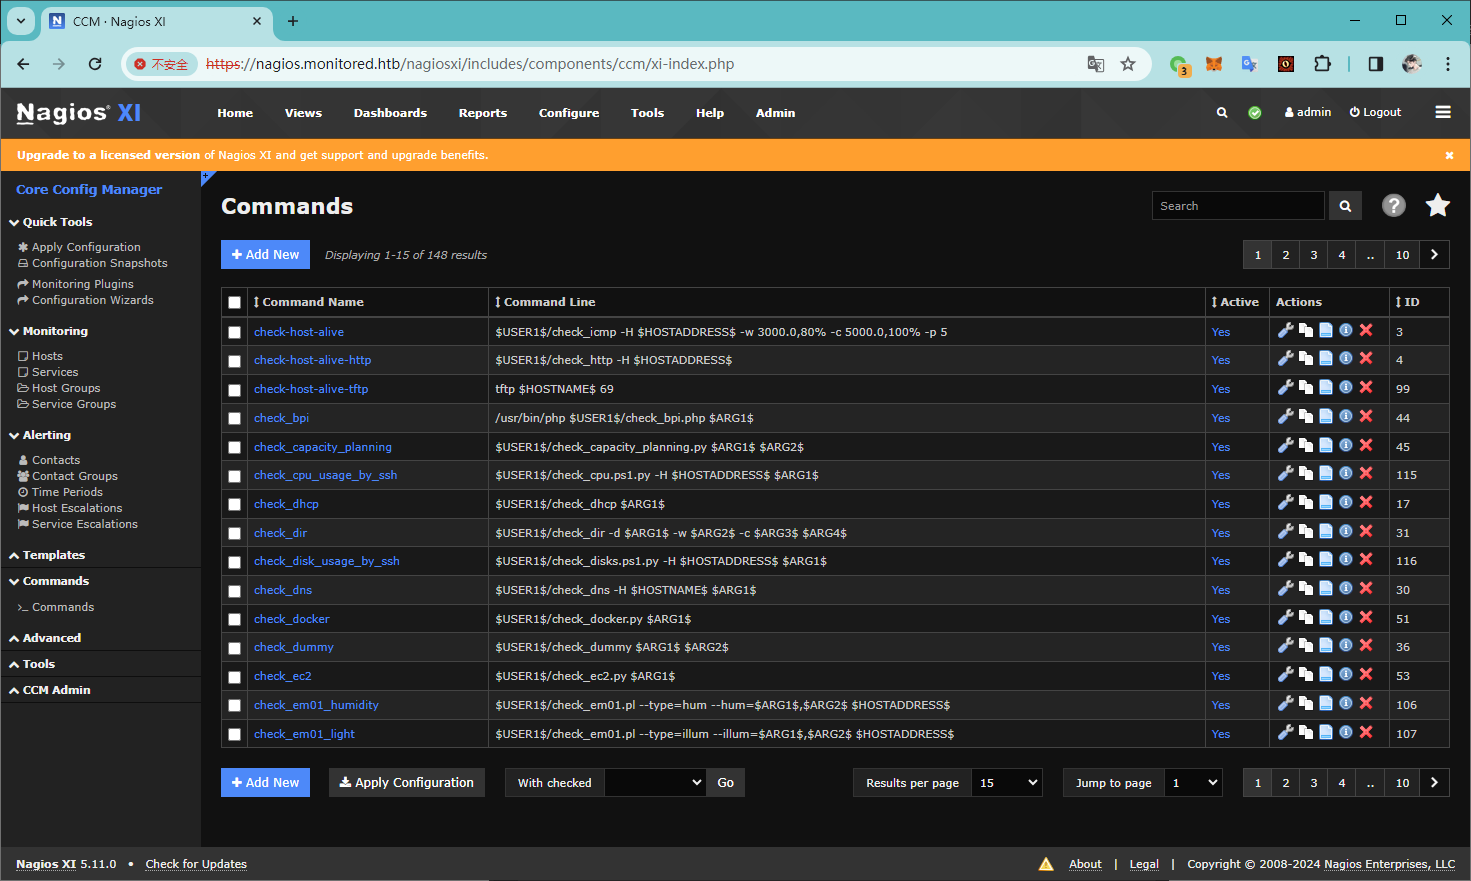 CCM · Nagios XI
不安全 https://nagios.monitored.htb/nagiosxi/includes/components/ccm/xi-index.php
3
Nagios® XI Home Views Dashboards Reports Configure Tools Help Admin admin Logout
Upgrade to a licensed version of Nagios XI and get support and upgrade benefits.
Core Config Manager
Quick Tools
Apply Configuration
Configuration Snapshots
Monitoring Plugins
Configuration Wizards
Monitoring
Hosts
Services
Host Groups
Service Groups
Alerting
Contacts
Contact Groups
Time Periods
Host Escalations
Service Escalations
Templates
Commands
>_ Commands
Advanced
Tools
CCM Admin
Commands
Search
Add New Displaying 1-15 of 148 results 1 2 3 4 .. 10
Command Name Command Line Active Actions ID
check-host-alive $USER1$/check_icmp -H $HOSTADDRESS$ -w 3000.0,80% -c 5000.0,100% -p 5 Yes 3
check-host-alive-http $USER1$/check_http -H $HOSTADDRESS$ Yes 4
check-host-alive-tftp tftp $HOSTNAME$ 69 Yes 99
check_bpi /usr/bin/php $USER1$/check_bpi.php $ARG1$ Yes 44
check_capacity_planning $USER1$/check_capacity_planning.py $ARG1$ $ARG2$ Yes 45
check_cpu_usage_by_ssh $USER1$/check_cpu.ps1.py -H $HOSTADDRESS$ $ARG1$ Yes 115
check_dhcp $USER1$/check_dhcp $ARG1$ Yes 17
check_dir $USER1$/check_dir -d $ARG1$ -w $ARG2$ -c $ARG3$ $ARG4$ Yes 31
check_disk_usage_by_ssh $USER1$/check_disks.ps1.py -H $HOSTADDRESS$ $ARG1$ Yes 116
check_dns $USER1$/check_dns -H $HOSTNAME$ $ARG1$ Yes 30
check_docker $USER1$/check_docker.py $ARG1$ Yes 51
check_dummy $USER1$/check_dummy $ARG1$ $ARG2$ Yes 36
check_ec2 $USER1$/check_ec2.py $ARG1$ Yes 53
check_em01_humidity $USER1$/check_em01.pl --type=hum --hum=$ARG1$,$ARG2$ $HOSTADDRESS$ Yes 106
check_em01_light $USER1$/check_em01.pl --type=illum --illum=$ARG1$,$ARG2$ $HOSTADDRESS$ Yes 107
Add New Apply Configuration With checked Go Results per page 15 Jump to page 1 1 2 3 4 .. 10
Nagios XI 5.11.0 • Check for Updates About | Legal | Copyright © 2008-2024 Nagios Enterprises, LLC